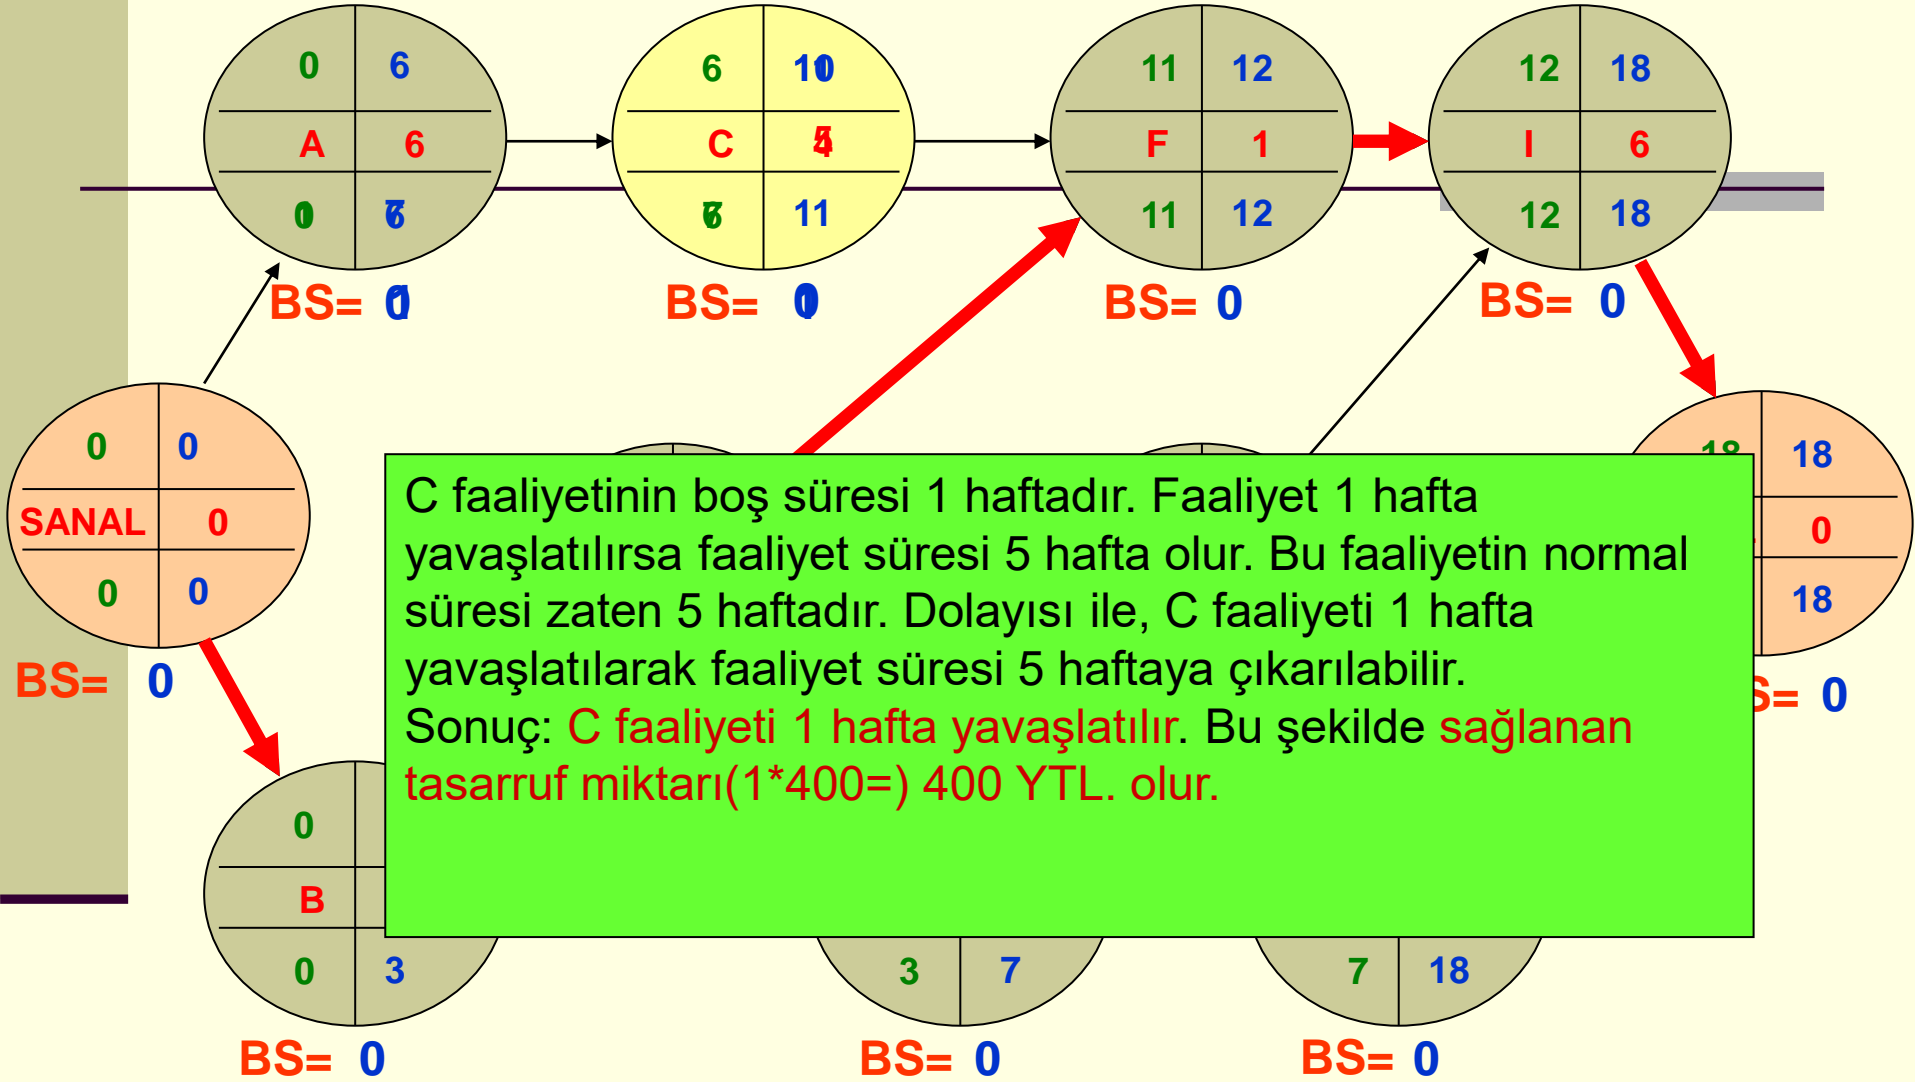 0 6
6
11 12
12 18
A 6
C
F 1
I 6
11
11 12
12 18
BS=
BS=
BS= 0
BS= 0
0 0
18
SANAL 0
0
0 0
18
BS= 0
S= 0
C faaliyetinin boş süresi 1 haftadır. Faaliyet 1 hafta
yavaşlatılırsa faaliyet süresi 5 hafta olur. Bu faaliyetin normal
süresi zaten 5 haftadır. Dolayısı ile, C faaliyeti 1 hafta
yavaşlatılarak faaliyet süresi 5 haftaya çıkarılabilir.
Sonuç: C faaliyeti 1 hafta yavaşlatılır. Bu şekilde sağlanan
tasarruf miktarı(1*400=) 400 YTL. olur.
0
B
0 3
3 7
7 18
BS= 0
BS= 0
BS= 0